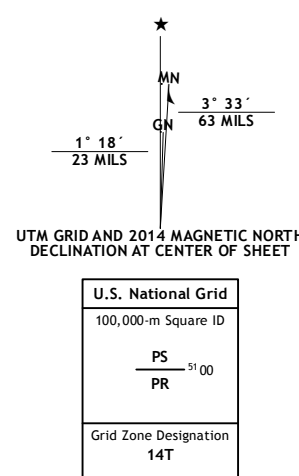 ★
MN
3° 33´
63 MILS
GN
1° 18´
23 MILS
UTM GRID AND 2014 MAGNETIC NORTH
DECLINATION AT CENTER OF SHEET
U.S. National Grid
100,000-m Square ID
PS
51 00
PR
Grid Zone Designation
14T